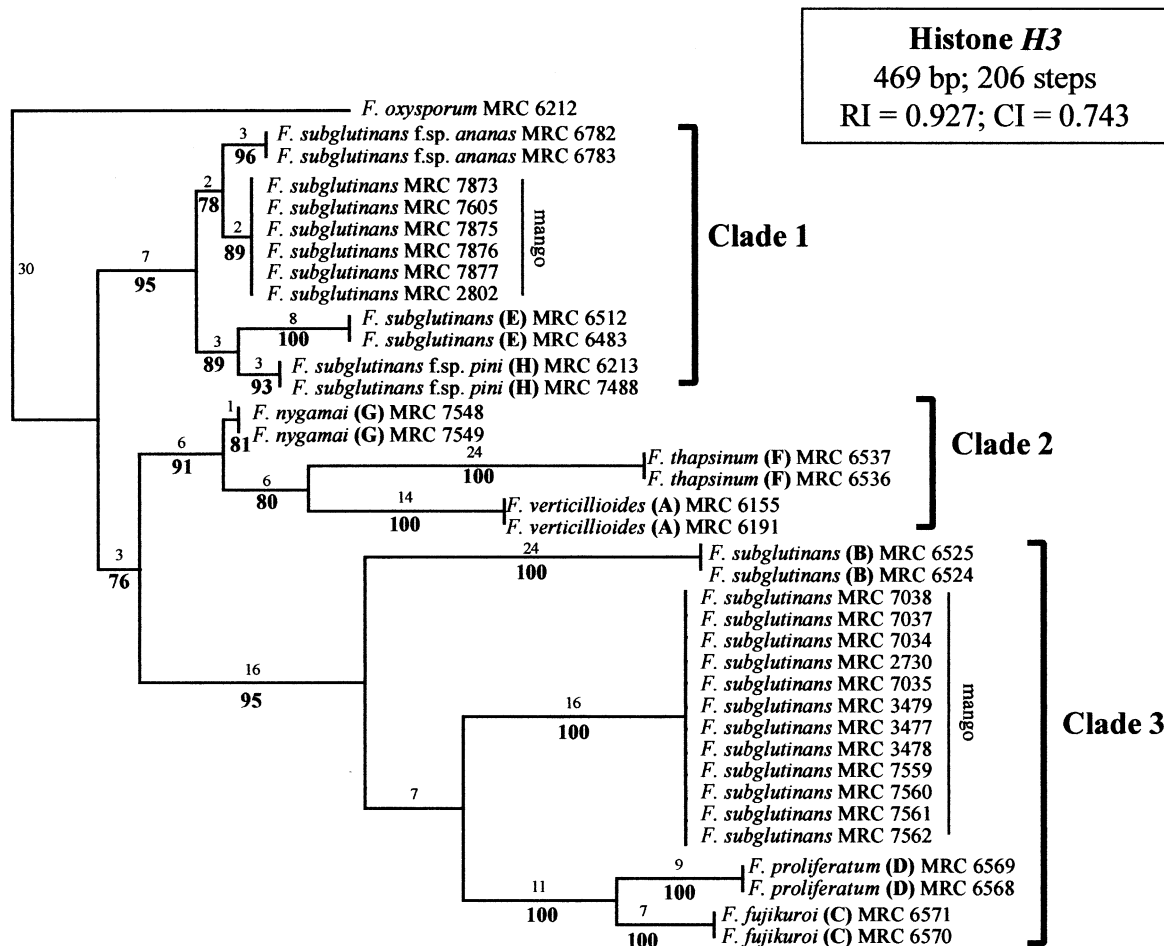 Histone H3
469 bp; 206 steps
RI = 0.927; CI = 0.743
F. oxysporum MRC 6212
3
F. subglutinans f.sp. ananas MRC 6782
96
F. subglutinans f.sp. ananas MRC 6783
2
78
F. subglutinans MRC 7873
F. subglutinans MRC 7605
2
F. subglutinans MRC 7875
89
F. subglutinans MRC 7876
F. subglutinans MRC 7877
F. subglutinans MRC 2802
mango
Clade 1
7
95
30
8
F. subglutinans (E) MRC 6512
100
F. subglutinans (E) MRC 6483
3
89
3
F. subglutinans f.sp. pini (H) MRC 6213
93
F. subglutinans f.sp. pini (H) MRC 7488
1
F. nygamai (G) MRC 7548
81
F. nygamai (G) MRC 7549
6
91
Clade 2
24
F. thapsinum (F) MRC 6537
100
F. thapsinum (F) MRC 6536
6
80
14
F. verticillioides (A) MRC 6155
100
F. verticillioides (A) MRC 6191
3
76
24
F. subglutinans (B) MRC 6525
100
F. subglutinans (B) MRC 6524
F. subglutinans MRC 7038
F. subglutinans MRC 7037
F. subglutinans MRC 7034
F. subglutinans MRC 2730
F. subglutinans MRC 7035
F. subglutinans MRC 3479
F. subglutinans MRC 3477
F. subglutinans MRC 3478
F. subglutinans MRC 7559
F. subglutinans MRC 7560
F. subglutinans MRC 7561
F. subglutinans MRC 7562
mango
Clade 3
16
95
16
100
7
9
F. proliferatum (D) MRC 6569
100
F. proliferatum (D) MRC 6568
11
100
7
F. fujikuroi (C) MRC 6571
100
F. fujikuroi (C) MRC 6570